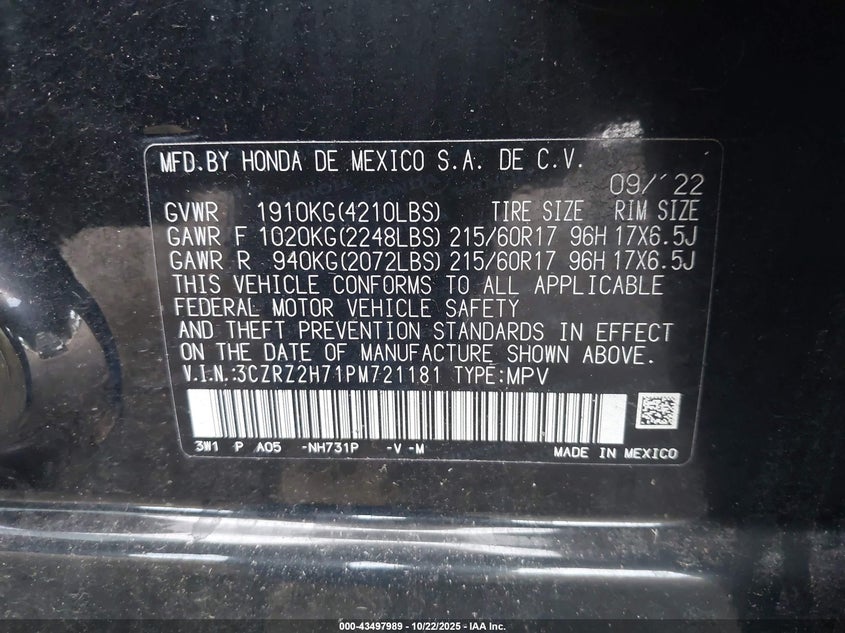 MFD.BY HONDA DE MEXICO S.A. DE C.V.
09/'22
GVWR 1910KG(4210LBS) TIRE SIZE RIM SIZE
GAWR F 1020KG(2248LBS) 215/60R17 96H 17X6.5J
GAWR R 940KG(2072LBS) 215/60R17 96H 17X6.5J
THIS VEHICLE CONFORMS TO ALL APPLICABLE
FEDERAL MOTOR VEHICLE SAFETY
AND THEFT PREVENTION STANDARDS IN EFFECT
ON THE DATE OF MANUFACTURE SHOWN ABOVE.
V.I.N.:3CZRZ2H71PM721181 TYPE:MPV
3W1 P A05 -NH731P -V -M MADE IN MEXICO
000-43497989 | 10/22/2025 - IAA Inc.